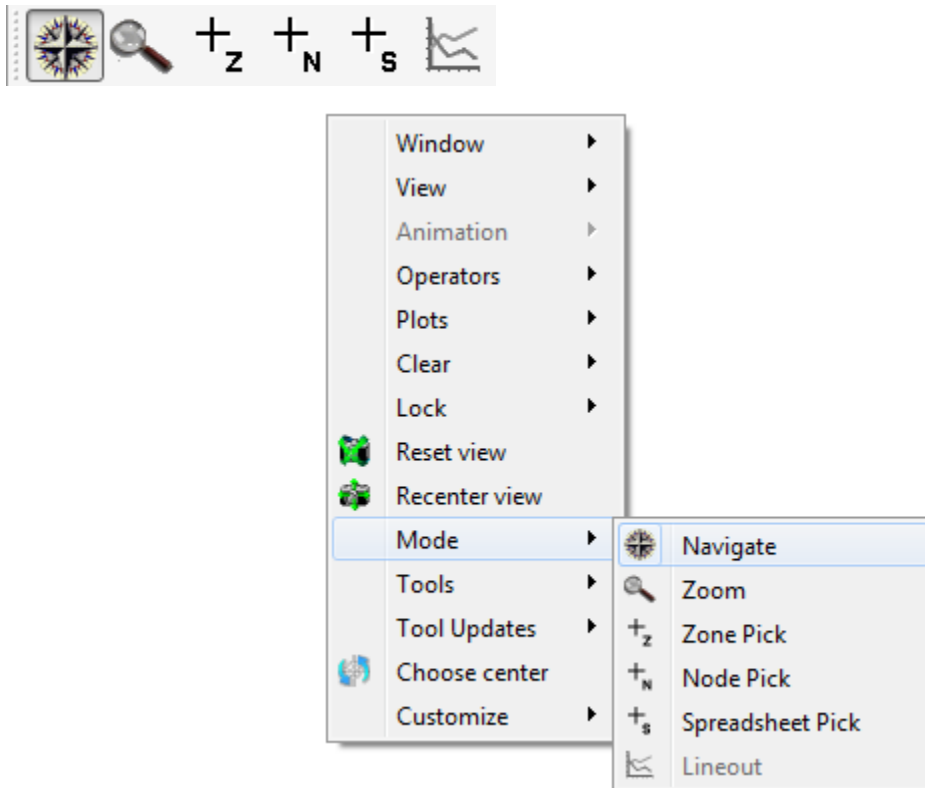 Z N S
Window
View
Animation
Operators
Plots
Clear
Lock
Reset view
Recenter view
Mode
Tools
Tool Updates
Choose center
Customize
Navigate
Zoom
Z Zone Pick
N Node Pick
S Spreadsheet Pick
Lineout